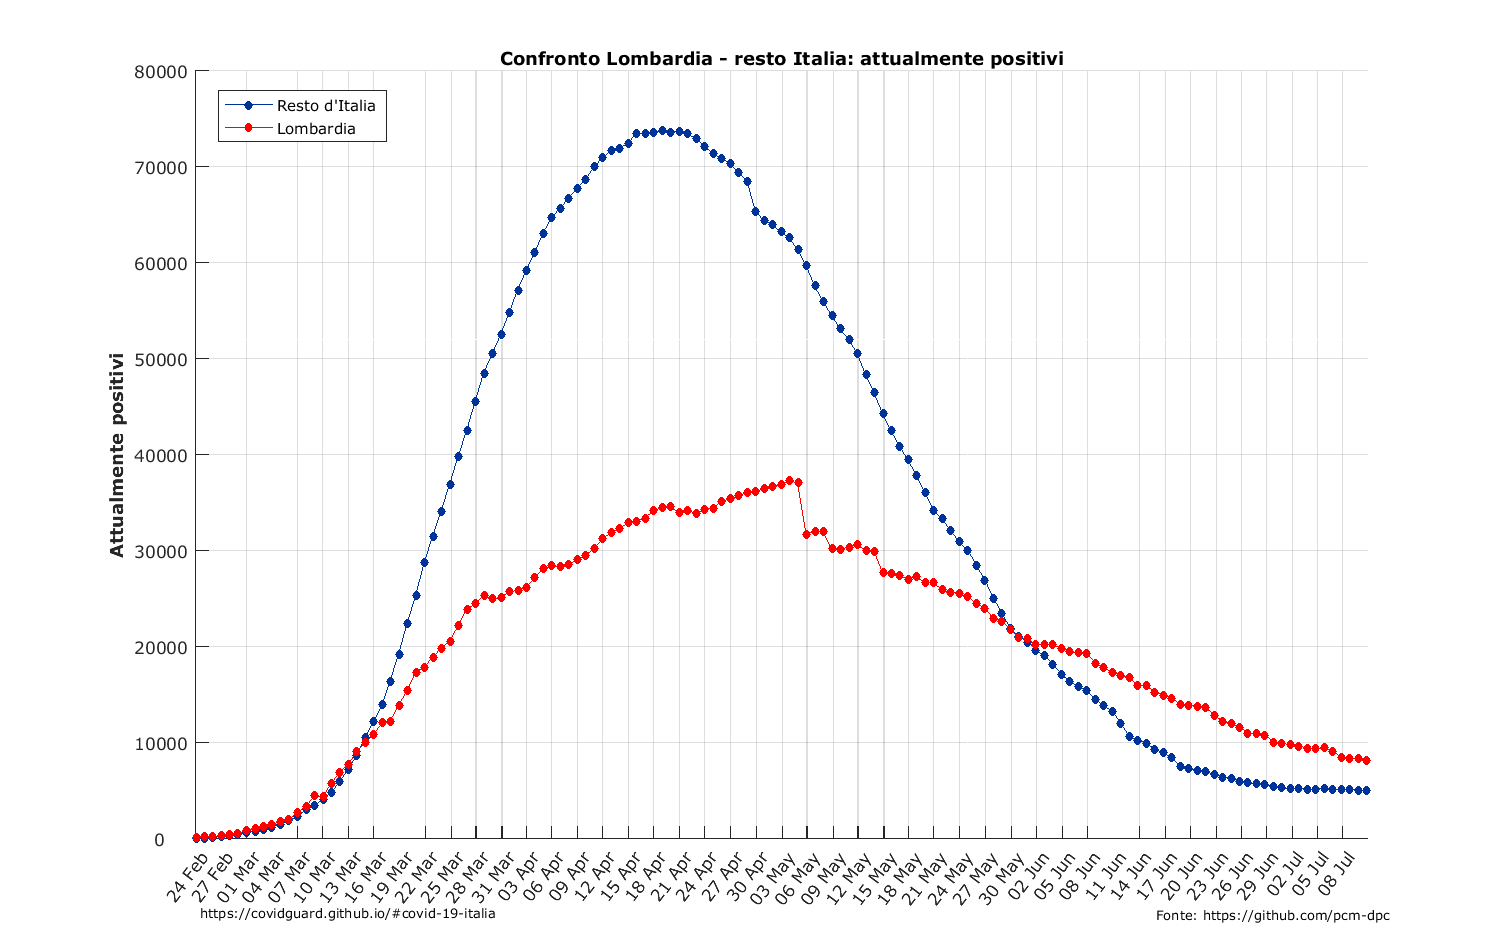 Confronto Lombardia - resto Italia: attualmente positivi
80000
70000
60000
50000
40000
30000
20000
10000
0
Attualmente positivi
Resto d'Italia
Lombardia
24 Feb
27 Feb
01 Mar
04 Mar
07 Mar
10 Mar
13 Mar
16 Mar
19 Mar
22 Mar
25 Mar
28 Mar
31 Mar
03 Apr
06 Apr
09 Apr
12 Apr
15 Apr
18 Apr
21 Apr
24 Apr
27 Apr
30 Apr
03 May
06 May
09 May
12 May
15 May
18 May
21 May
24 May
27 May
30 May
02 Jun
05 Jun
08 Jun
11 Jun
14 Jun
17 Jun
20 Jun
23 Jun
26 Jun
29 Jun
02 Jul
05 Jul
08 Jul
https://covidguard.github.io/#covid-19-italia
Fonte: https://github.com/pcm-dpc